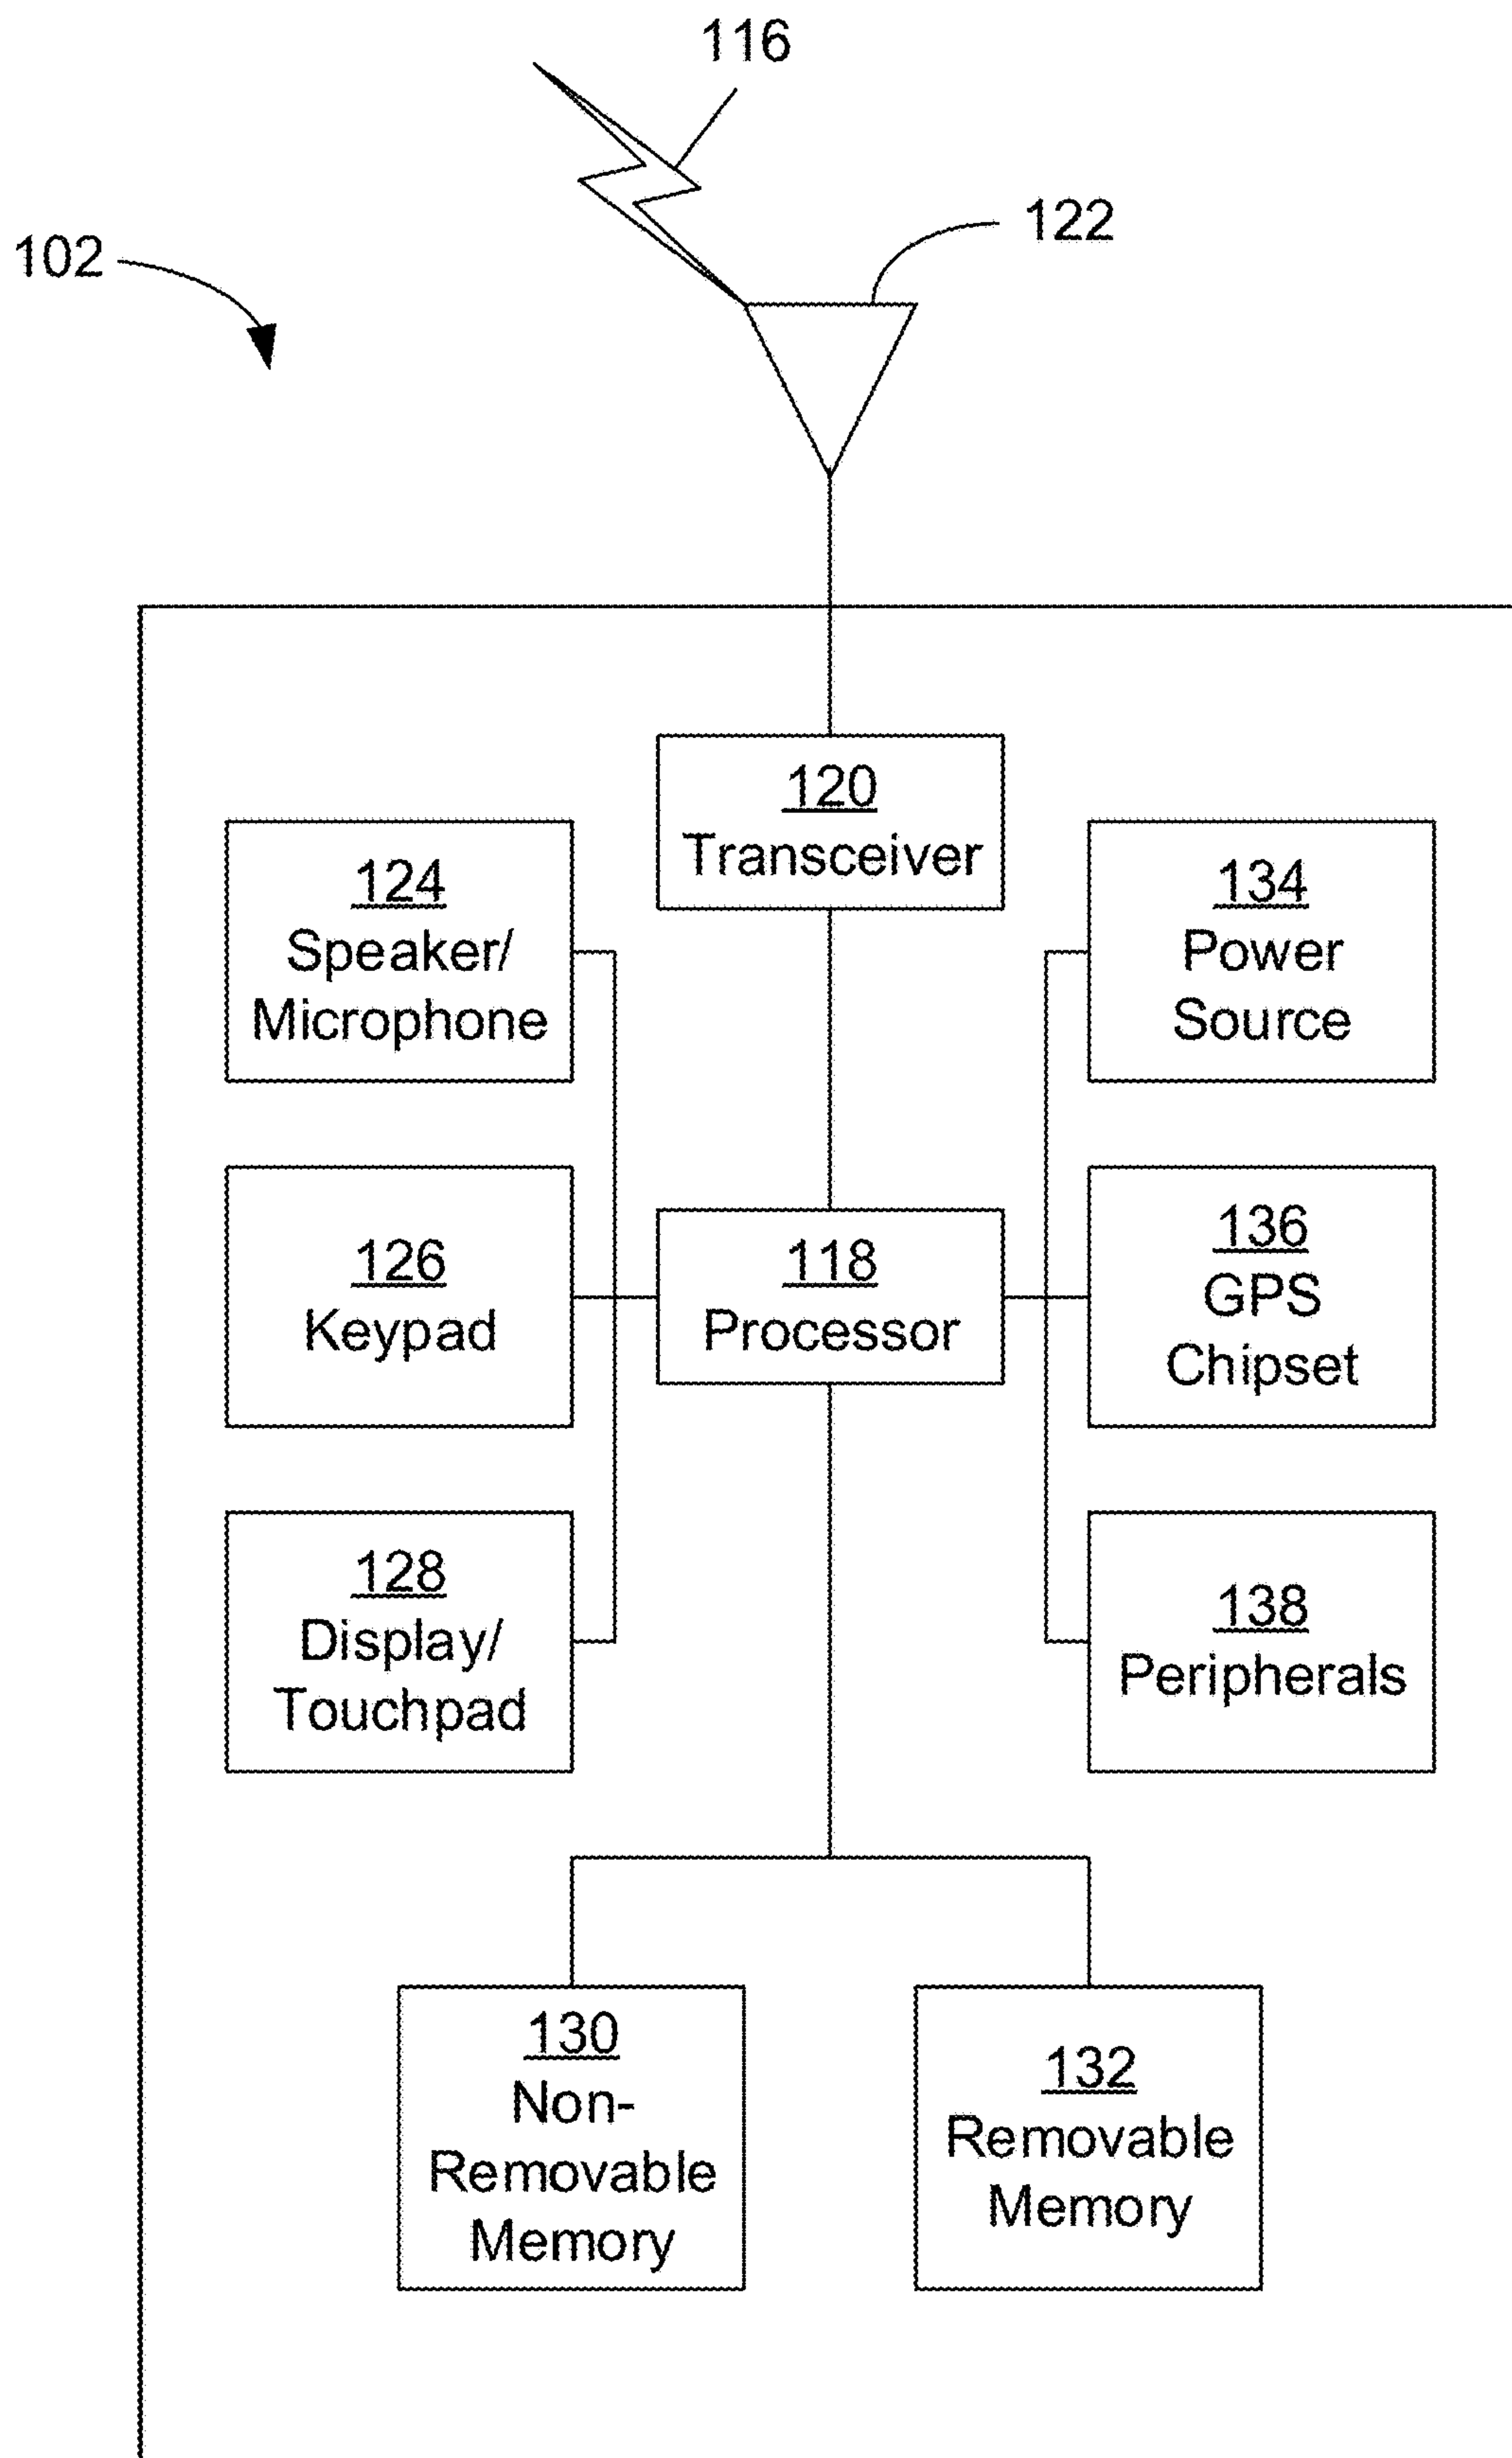 116
122
102
120
Transceiver
124
Speaker/
Microphone
134
Power
Source
126
Keypad
118
Processor
136
GPS
Chipset
128
Display/
Touchpad
138
Peripherals
130
Non-
Removable
Memory
132
Removable
Memory